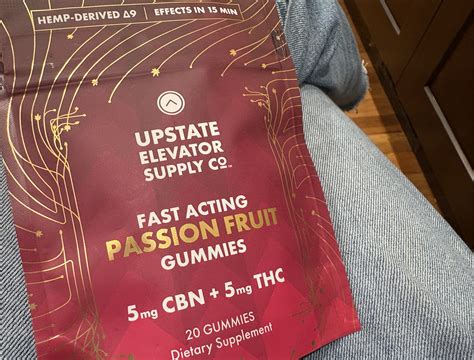 HEMP-DERIVED Δ9 | EFFECTS IN 15 MIN
UPSTATE
ELEVATOR
SUPPLY Co™
FAST ACTING
PASSION FRUIT
GUMMIES
5mg CBN + 5mg THC
20 GUMMIES
Dietary Supplement